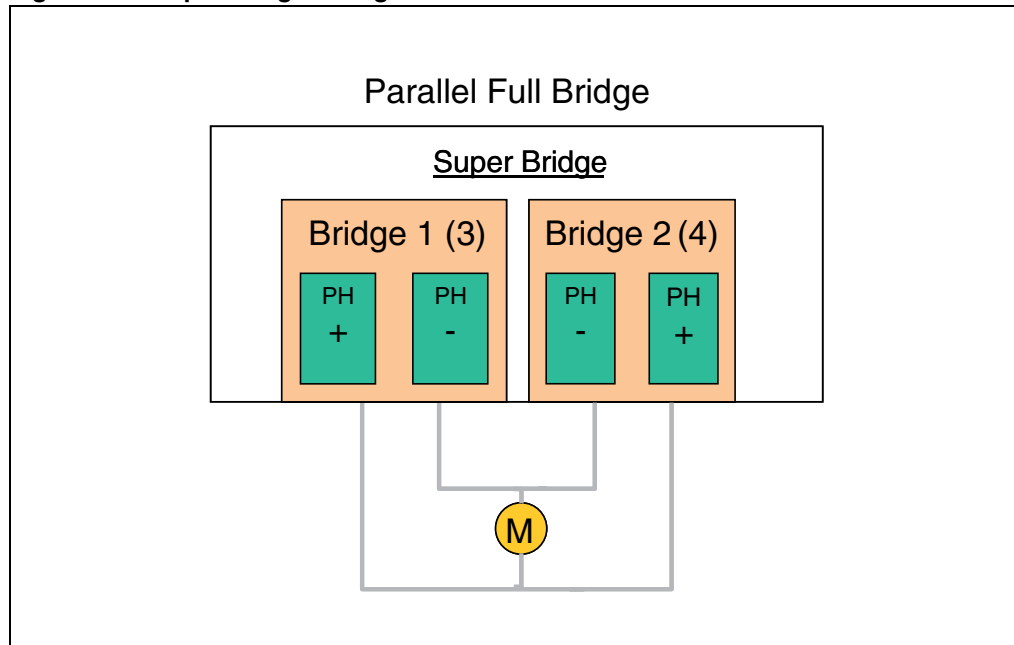 Parallel Full Bridge
Super Bridge
Bridge 1 (3) Bridge 2 (4)
PH PH PH PH
+ - - +
M